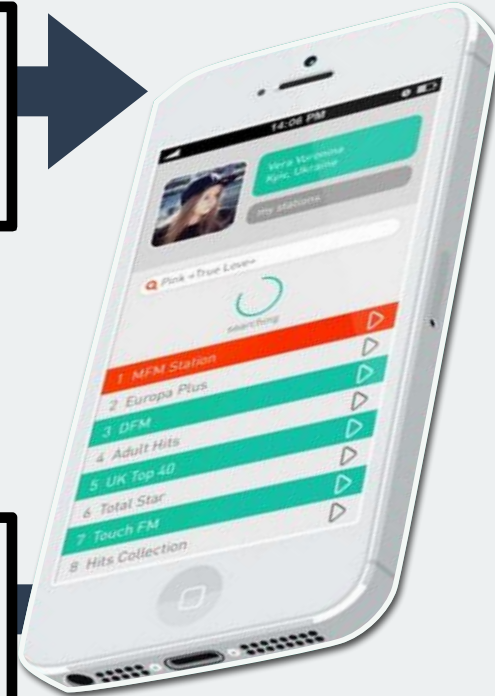 14:06 PM
Vera Voronina
Kyic, Ukraine
my stations
Pink «True Love»
searching
1 MFM Station
2 Europa Plus
3 DFM
4 Adult Hits
5 UK Top 40
6 Total Star
7 Touch FM
8 Hits Collection